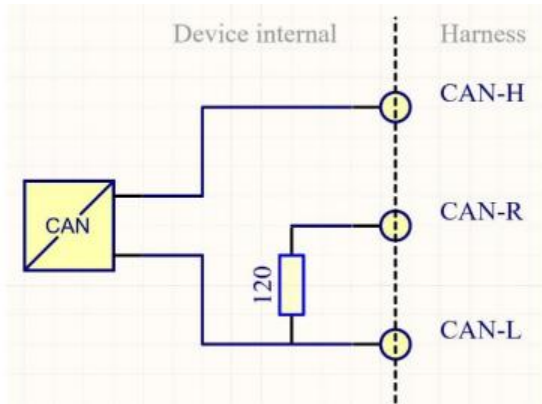 Device internal
Harness
CAN-H
CAN
CAN-R
120
CAN-L